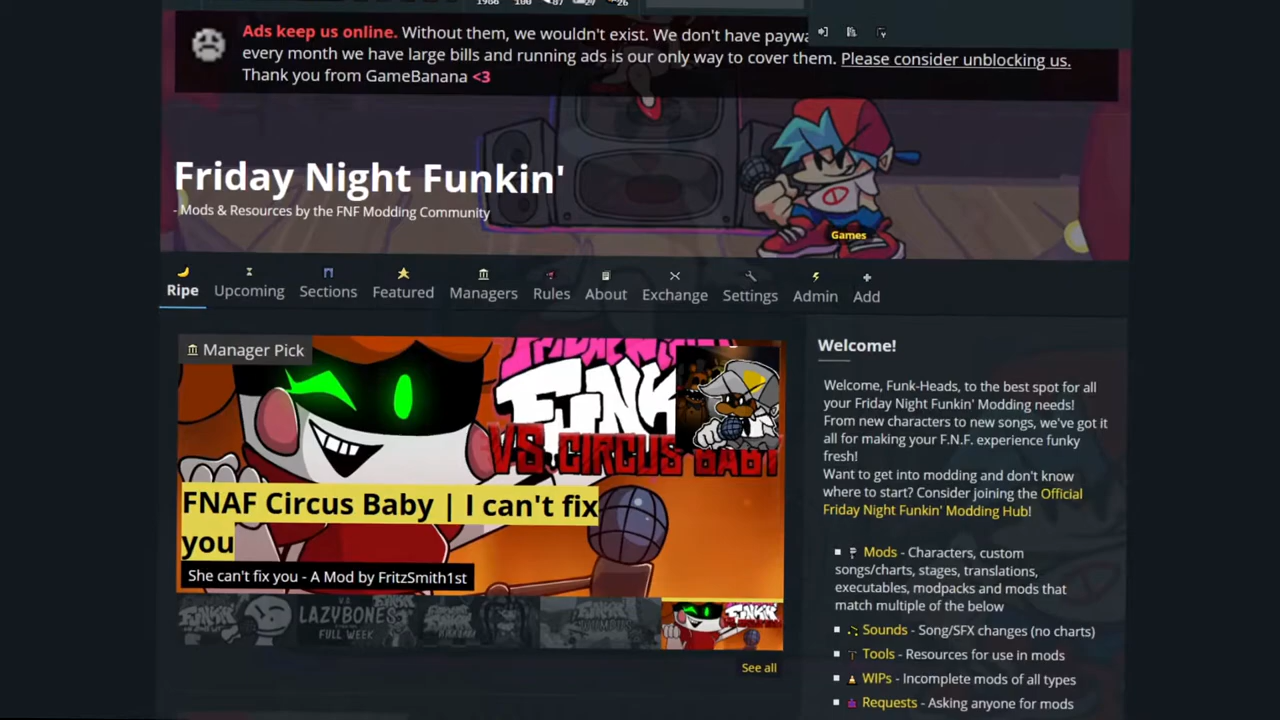 1986 100 87 24 26
Ads keep us online. Without them, we wouldn't exist. We don't have paywa
every month we have large bills and running ads is our only way to cover them. Please consider unblocking us.
Thank you from GameBanana <3
Friday Night Funkin'
- Mods & Resources by the FNF Modding Community
Games
Ripe Upcoming Sections Featured Managers Rules About Exchange Settings Admin Add
Manager Pick
FUNK
VS. CIRCUS BABY
FNAF Circus Baby | I can't fix
you
She can't fix you - A Mod by FritzSmith1st
LAZYBONES
FULL WEEK
See all
Welcome!
Welcome, Funk-Heads, to the best spot for all
your Friday Night Funkin' Modding needs!
From new characters to new songs, we've got it
all for making your F.N.F. experience funky
fresh!
Want to get into modding and don't know
where to start? Consider joining the Official
Friday Night Funkin' Modding Hub!
Mods - Characters, custom
songs/charts, stages, translations,
executables, modpacks and mods that
match multiple of the below
Sounds - Song/SFX changes (no charts)
Tools - Resources for use in mods
WIPs - Incomplete mods of all types
Requests - Asking anyone for mods